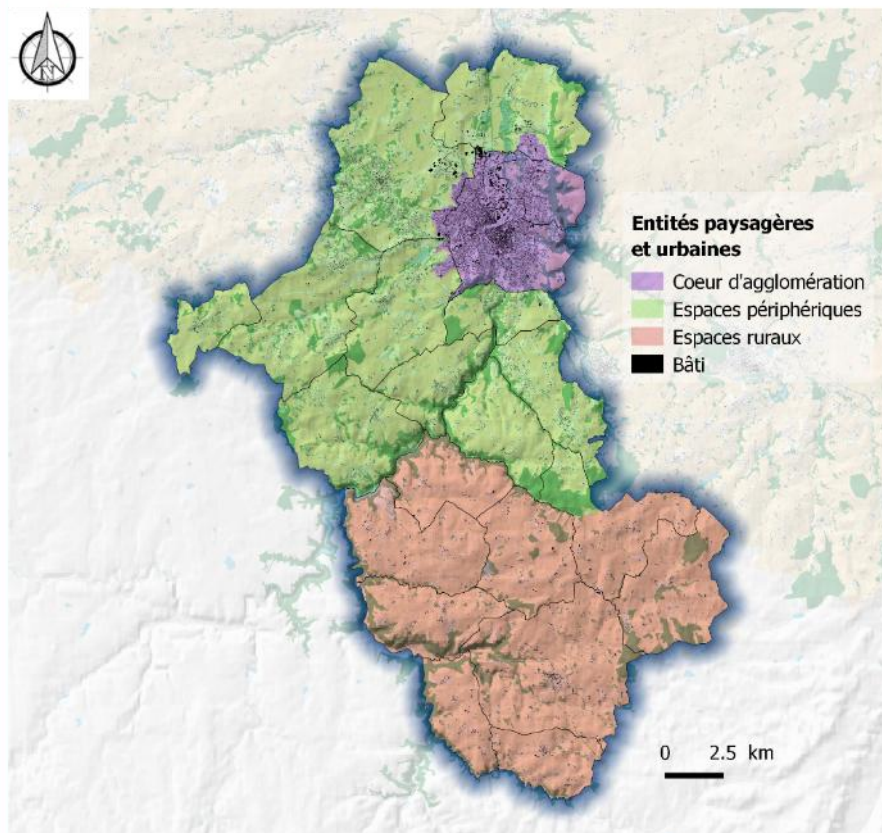 N
Entités paysagères
et urbaines
Coeur d'agglomération
Espaces périphériques
Espaces ruraux
Bâti
0 2.5 km